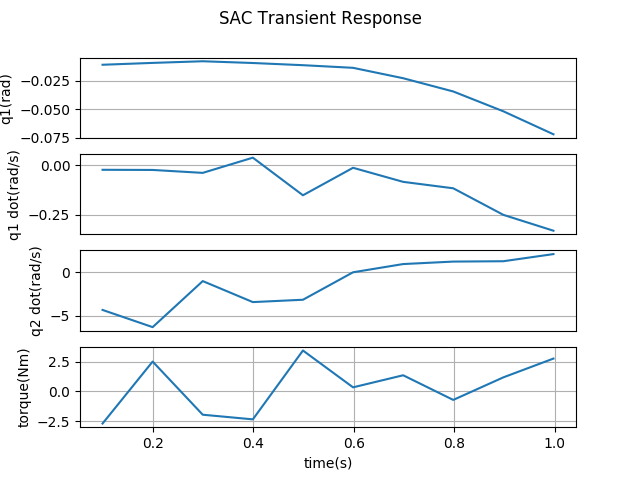 SAC Transient Response
q1(rad)
−0.025
−0.050
−0.075
q1 dot(rad/s)
0.00
−0.25
q2 dot(rad/s)
0
−5
torque(Nm)
2.5
0.0
−2.5
0.2 0.4 0.6 0.8 1.0
time(s)